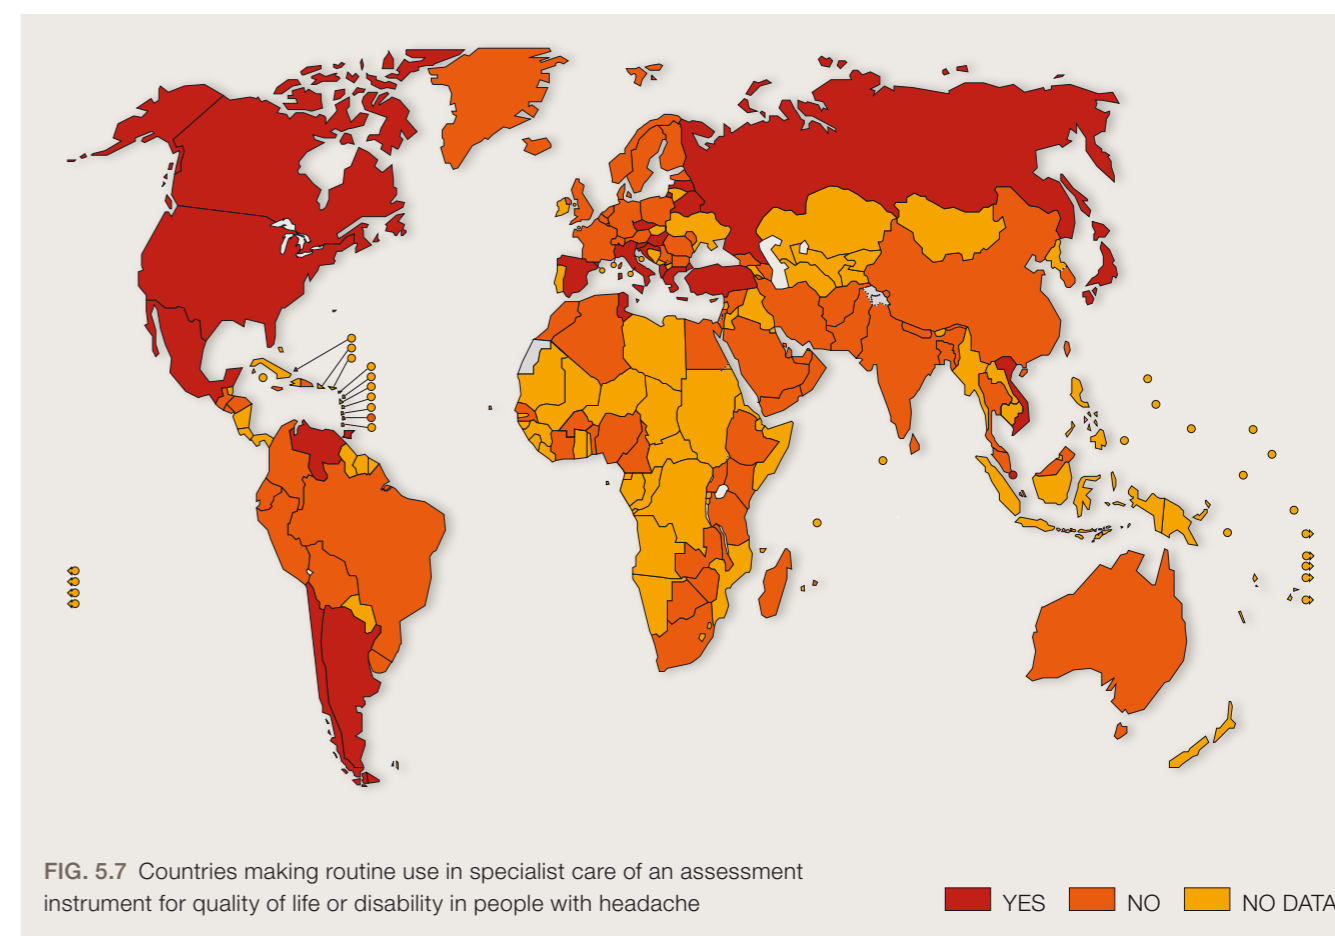 FIG. 5.7 Countries making routine use in specialist care of an assessment
instrument for quality of life or disability in people with headache
YES NO NO DATA